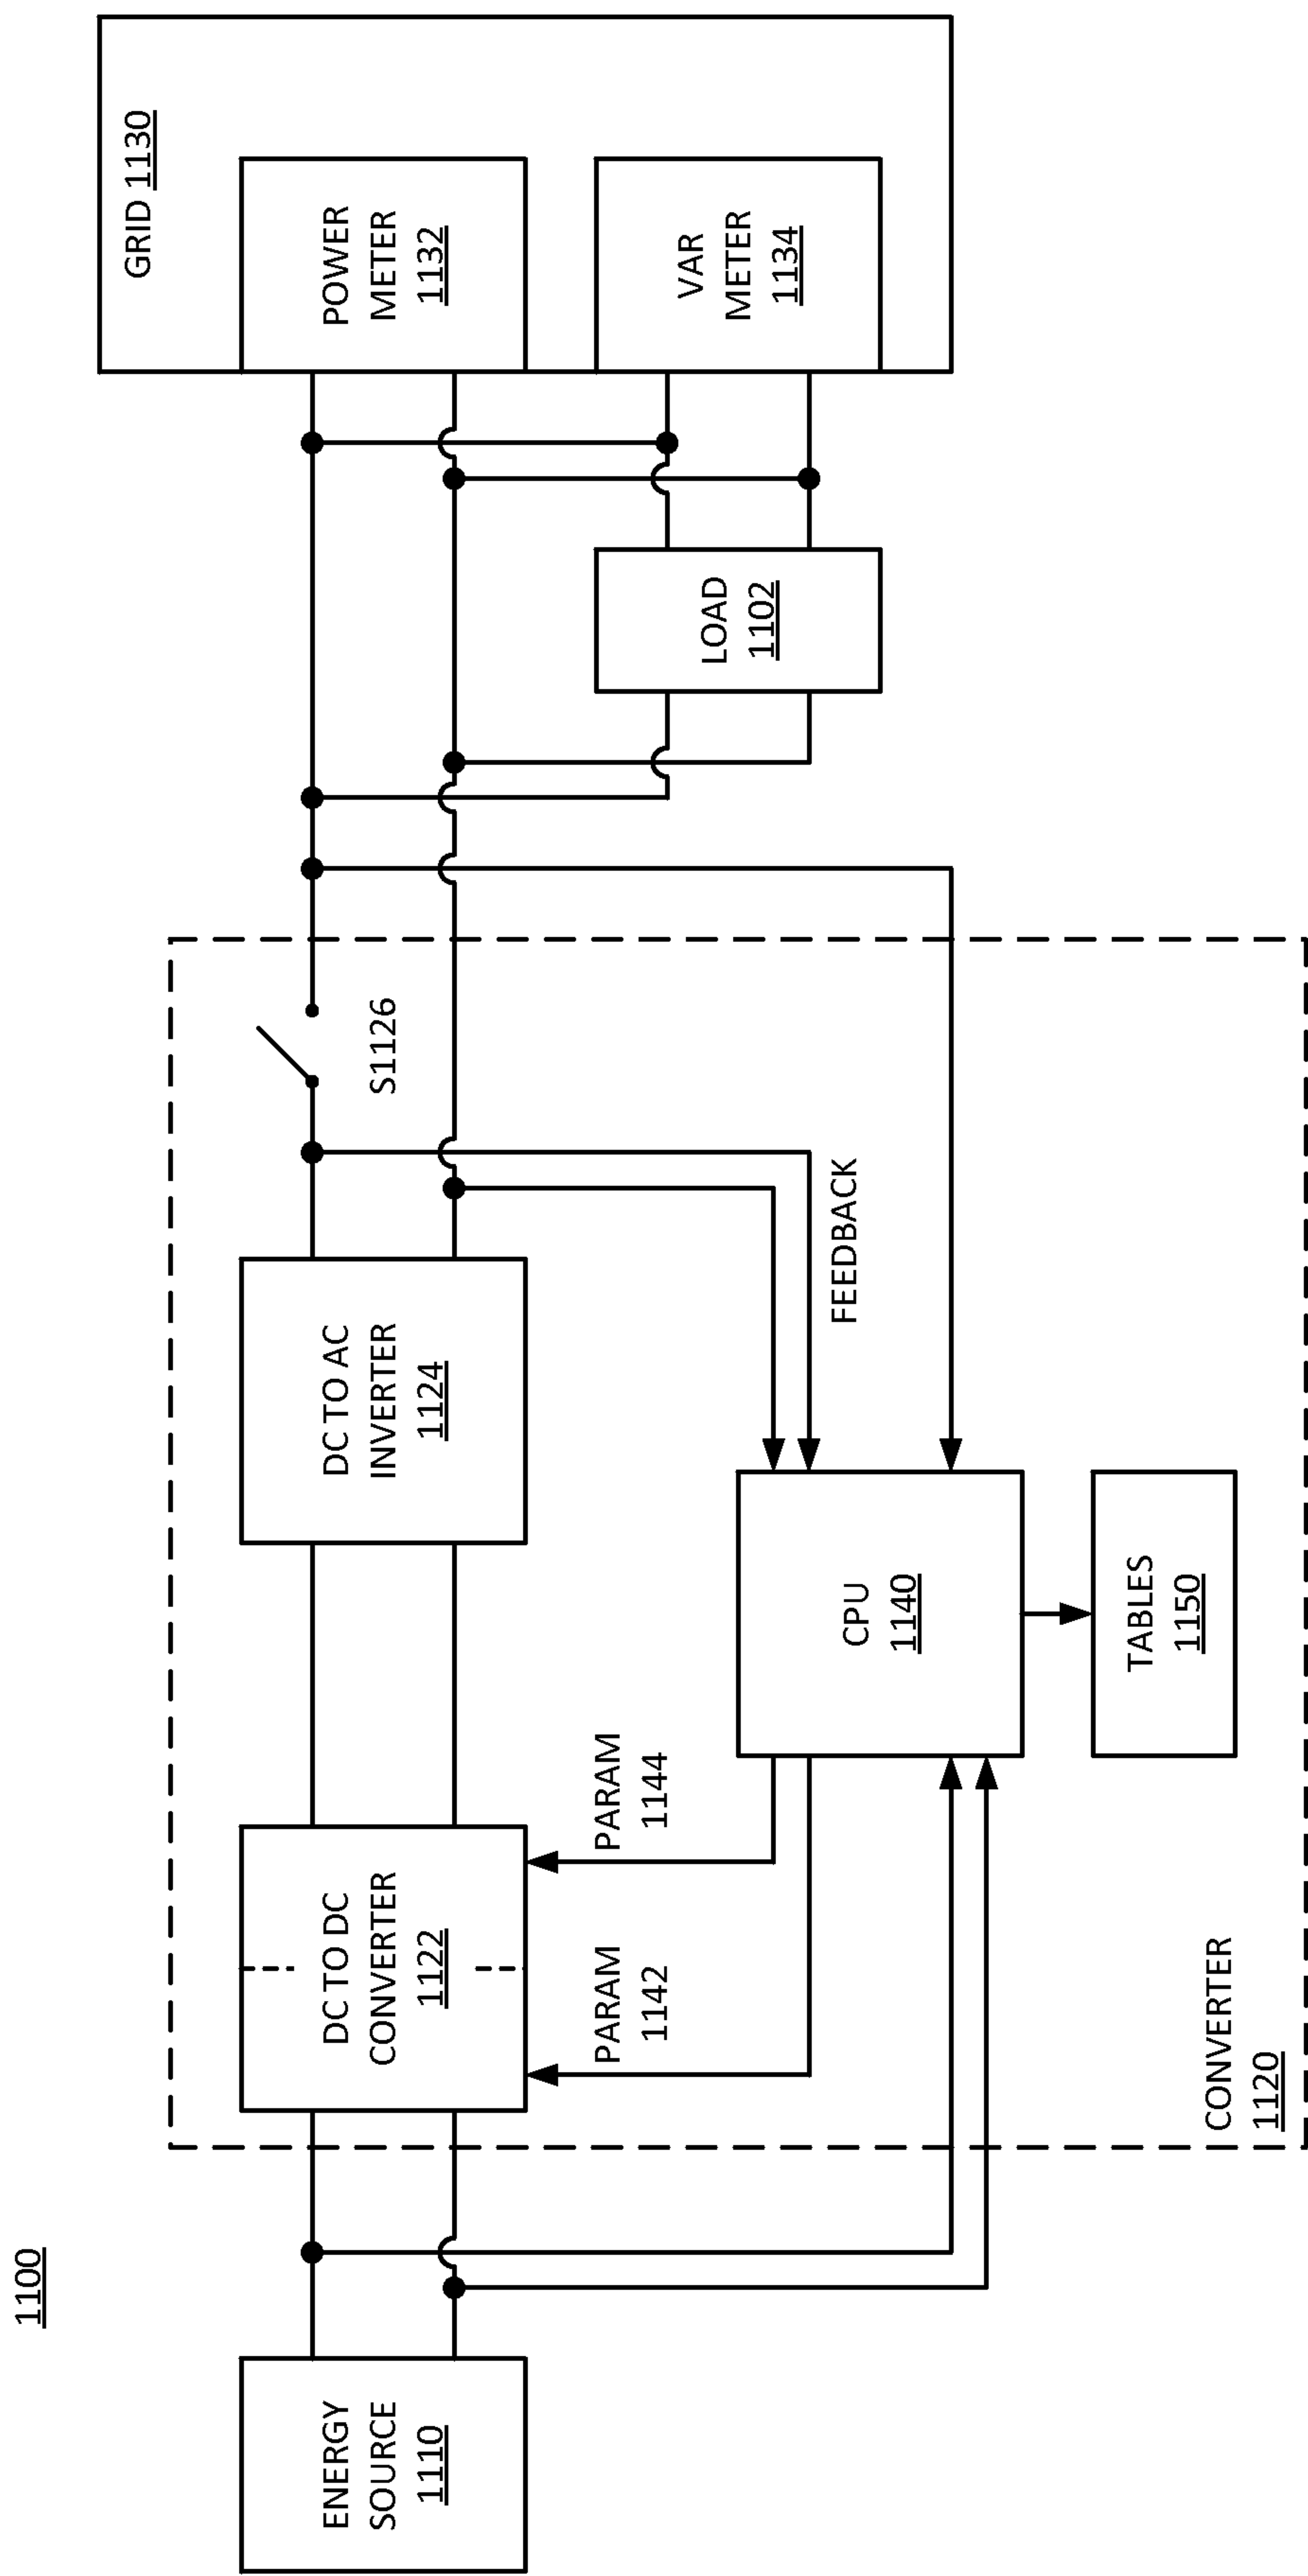 1100
ENERGY
SOURCE
1110
DC TO DC
CONVERTER
1122
DC TO AC
INVERTER
1124
S1126
GRID 1130
POWER
METER
1132
VAR
METER
1134
LOAD
1102
PARAM
1142
PARAM
1144
FEEDBACK
CPU
1140
TABLES
1150
CONVERTER
1120